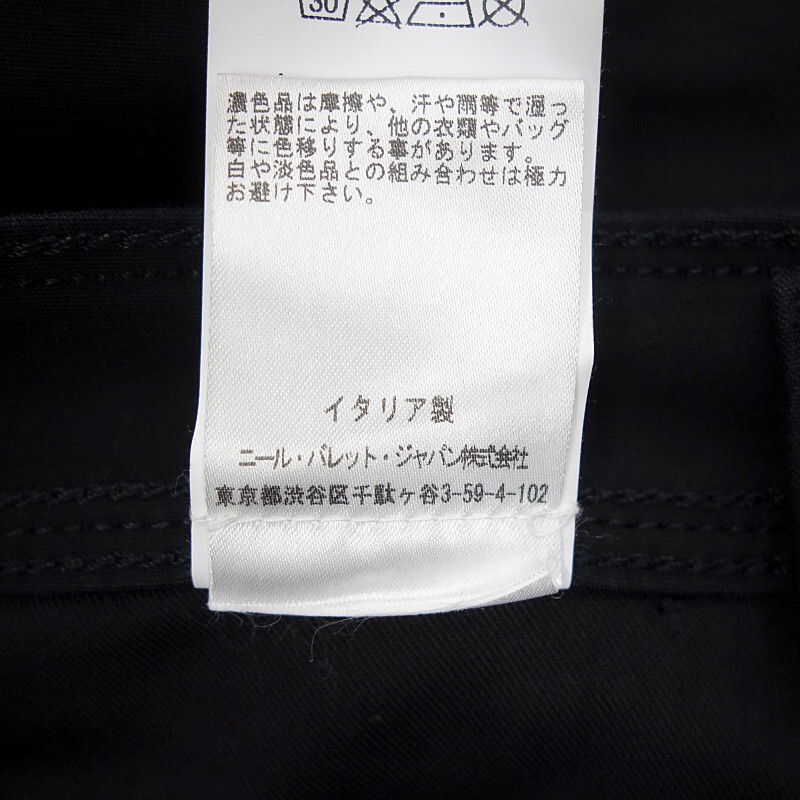 30
濃色品は摩擦や、汗や雨等で湿っ
た状態により、他の衣類やバッグ
等に色移りする事があります。
白や淡色品との組み合わせは極力
お避け下さい。
イタリア製
ニール・バレット・ジャパン株式会社
東京都渋谷区千駄ヶ谷3-59-4-102